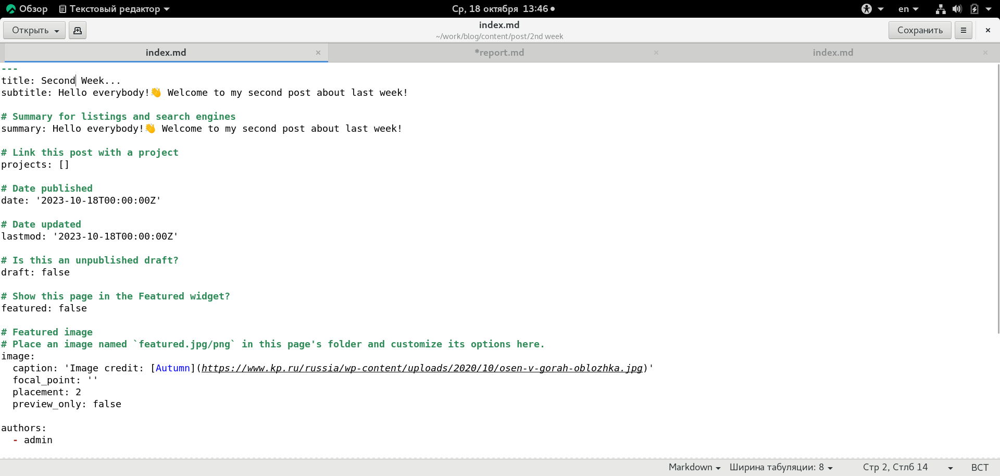 Обзор Текстовый редактор Ср, 18 октября 13:46 en
Открыть index.md Сохранить
~/work/blog/content/post/2nd week
index.md *report.md index.md
---
title: Second Week...
subtitle: Hello everybody!👋 Welcome to my second post about last week!
# Summary for listings and search engines
summary: Hello everybody!👋 Welcome to my second post about last week!
# Link this post with a project
projects: []
# Date published
date: '2023-10-18T00:00:00Z'
# Date updated
lastmod: '2023-10-18T00:00:00Z'
# Is this an unpublished draft?
draft: false
# Show this page in the Featured widget?
featured: false
# Featured image
# Place an image named `featured.jpg/png` in this page's folder and customize its options here.
image:
  caption: 'Image credit: [Autumn](https://www.kp.ru/russia/wp-content/uploads/2020/10/osen-v-gorah-oblozhka.jpg)'
  focal_point: ''
  placement: 2
  preview_only: false
authors:
  - admin
Markdown Ширина табуляции: 8 Стр 2, Стлб 14 ВСТ